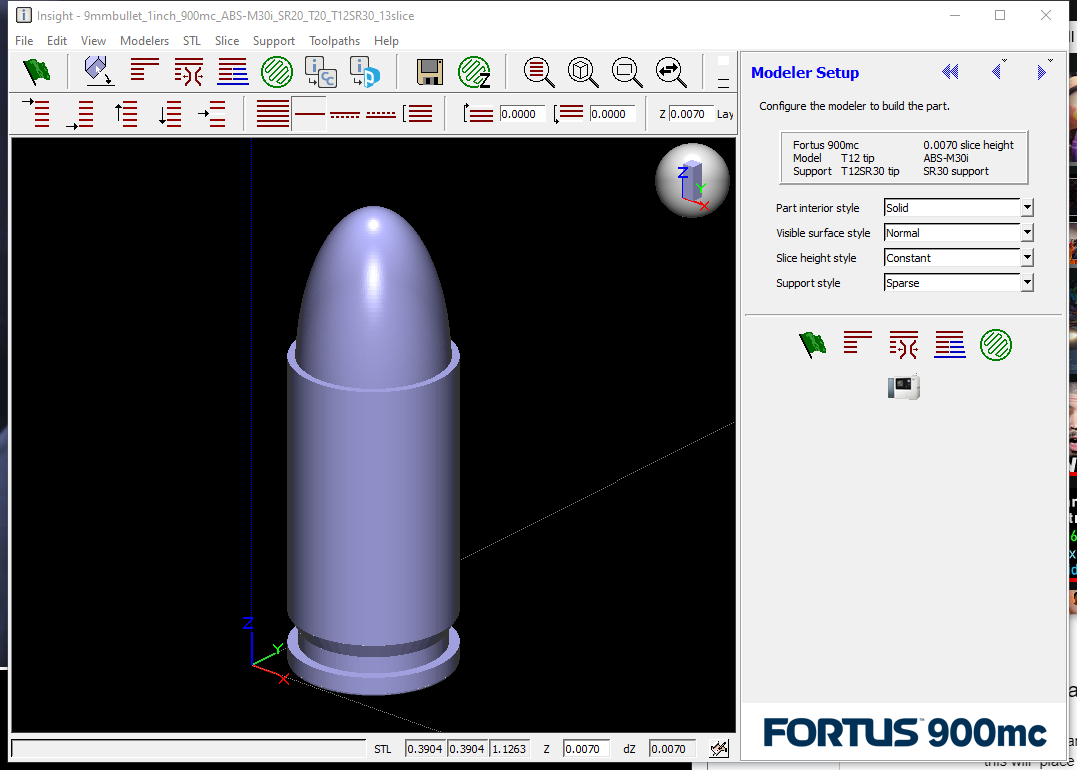 Insight - 9mmbullet_1inch_900mc_ABS-M30i_SR20_T20_T12SR30_13slice
File Edit View Modelers STL Slice Support Toolpaths Help
0.0000 0.0000 Z 0.0070 Lay
Modeler Setup
Configure the modeler to build the part.
Fortus 900mc 0.0070 slice height
Model T12 tip ABS-M30i
Support T12SR30 tip SR30 support
Part interior style Solid
Visible surface style Normal
Slice height style Constant
Support style Sparse
Z Y X
Z Y X
FORTUS 900mc
STL 0.3904 0.3904 1.1263 Z 0.0070 dZ 0.0070
this will place